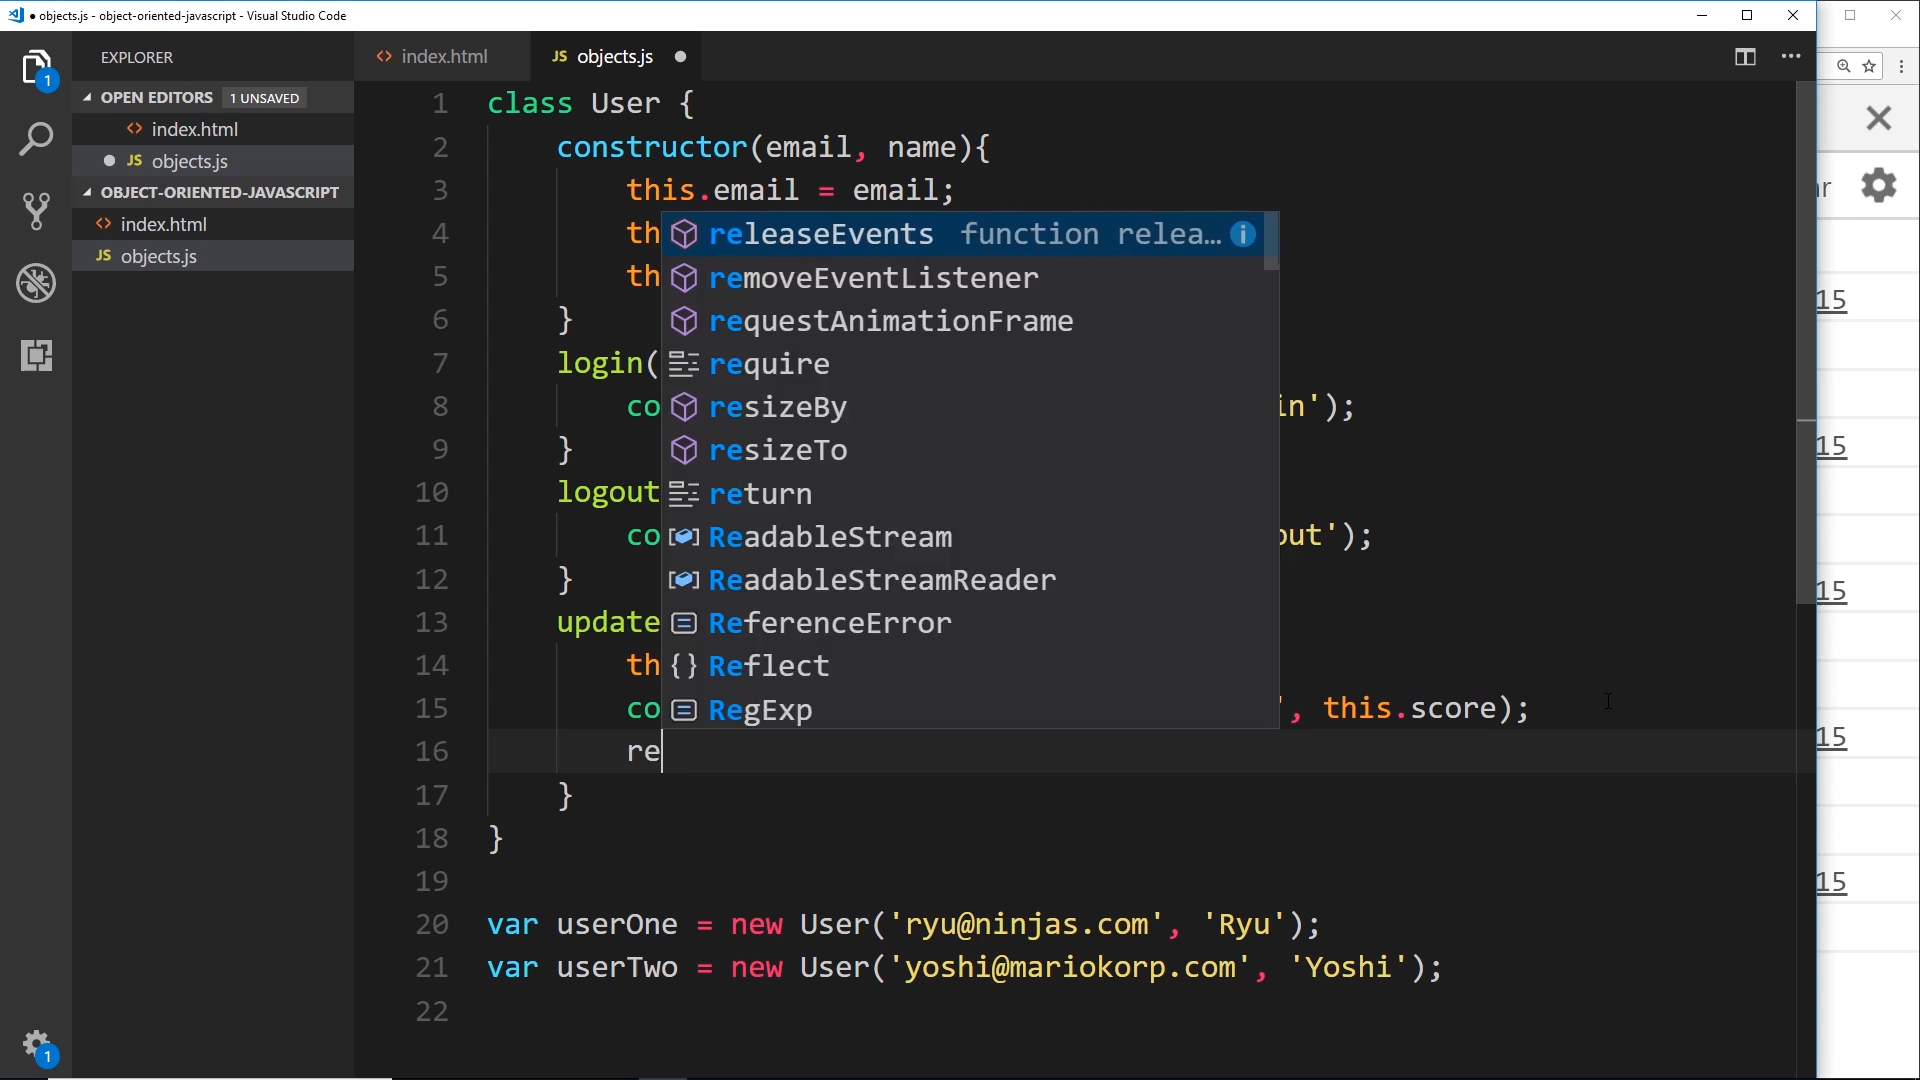 ● objects.js - object-oriented-javascript - Visual Studio Code
EXPLORER
OPEN EDITORS 1 UNSAVED
<> index.html
● JS objects.js
OBJECT-ORIENTED-JAVASCRIPT
<> index.html
JS objects.js
1
1
<> index.html
JS objects.js ●
1 class User {
2 constructor(email, name){
3 this.email = email;
4 th
5 th
6 }
7 login(
8 co in');
9 }
10 logout
11 co out');
12 }
13 update
14 th
15 co ', this.score);
16 re
17 }
18 }
19
20 var userOne = new User('ryu@ninjas.com', 'Ryu');
21 var userTwo = new User('yoshi@mariokorp.com', 'Yoshi');
22
releaseEvents function relea…
removeEventListener
requestAnimationFrame
require
resizeBy
resizeTo
return
ReadableStream
ReadableStreamReader
ReferenceError
Reflect
RegExp
15
15
15
15
15